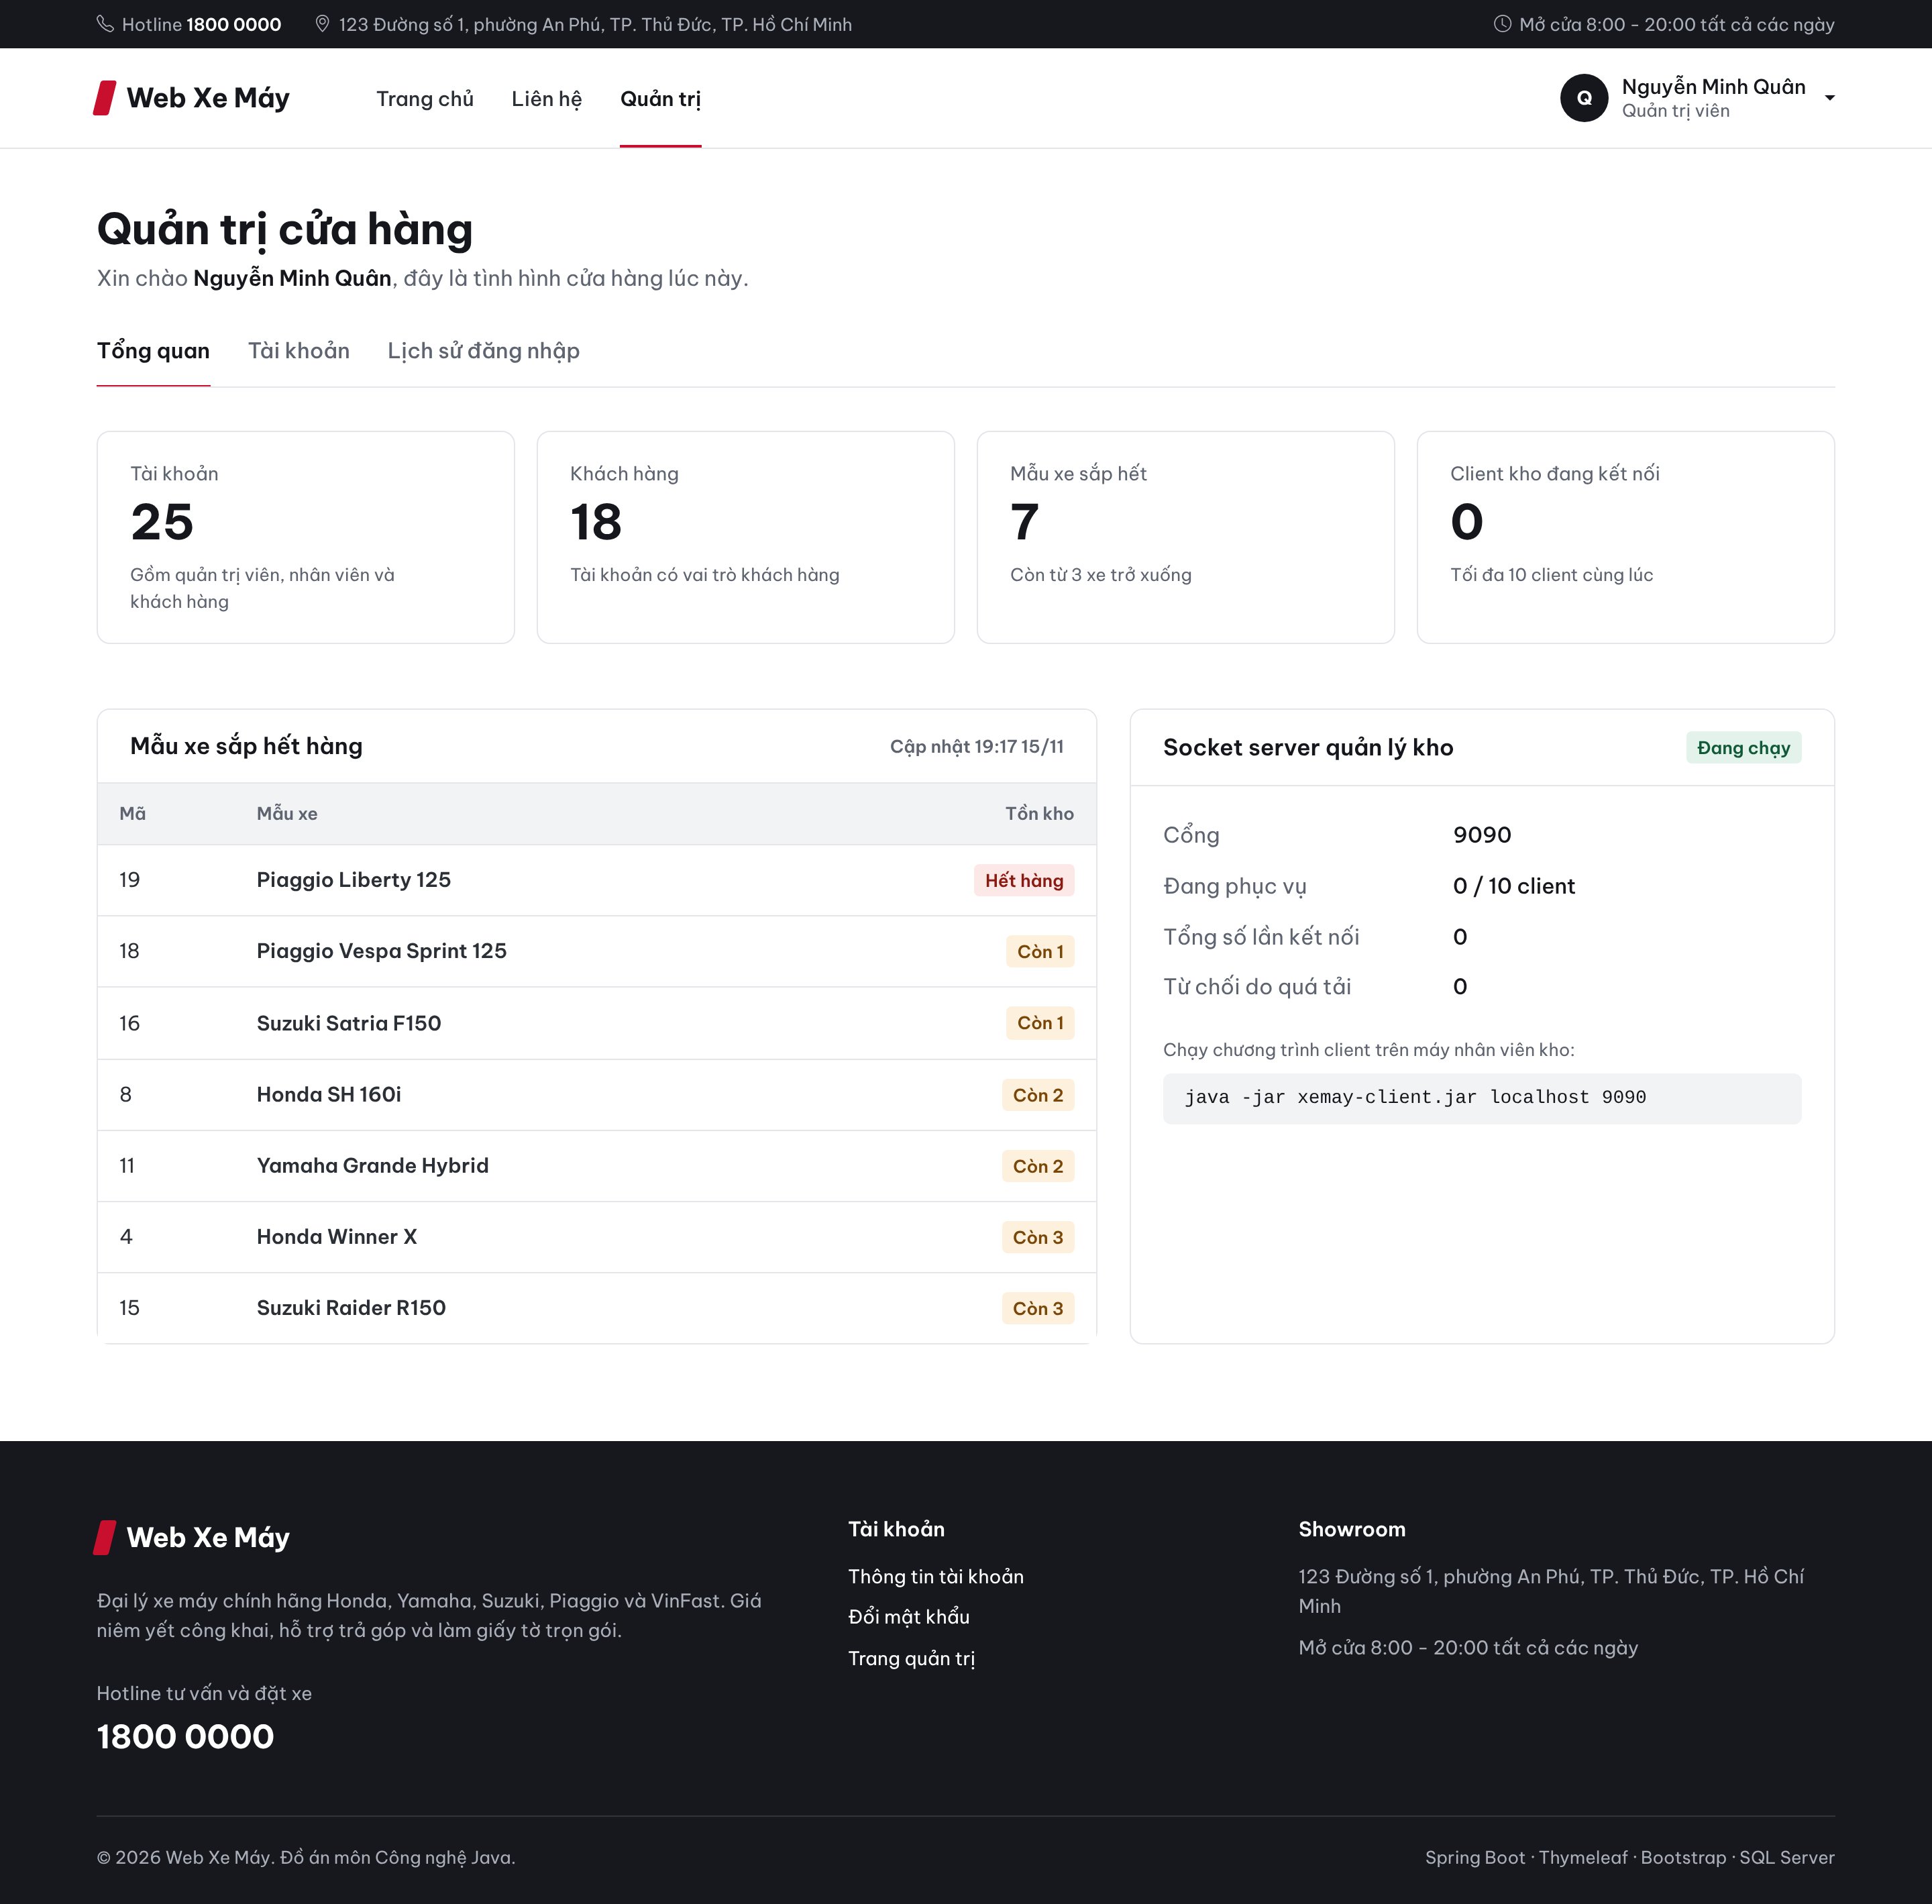 Hotline 1800 0000
123 Đường số 1, phường An Phú, TP. Thủ Đức, TP. Hồ Chí Minh
Mở cửa 8:00 - 20:00 tất cả các ngày
Web Xe Máy
Trang chủ
Liên hệ
Quản trị
Q
Nguyễn Minh Quân
Quản trị viên
Quản trị cửa hàng
Xin chào Nguyễn Minh Quân, đây là tình hình cửa hàng lúc này.
Tổng quan
Tài khoản
Lịch sử đăng nhập
Tài khoản
25
Gồm quản trị viên, nhân viên và
khách hàng
Khách hàng
18
Tài khoản có vai trò khách hàng
Mẫu xe sắp hết
7
Còn từ 3 xe trở xuống
Client kho đang kết nối
0
Tối đa 10 client cùng lúc
Mẫu xe sắp hết hàng
Cập nhật 19:17 15/11
Mã Mẫu xe Tồn kho
19 Piaggio Liberty 125 Hết hàng
18 Piaggio Vespa Sprint 125 Còn 1
16 Suzuki Satria F150 Còn 1
8 Honda SH 160i Còn 2
11 Yamaha Grande Hybrid Còn 2
4 Honda Winner X Còn 3
15 Suzuki Raider R150 Còn 3
Socket server quản lý kho
Đang chạy
Cổng 9090
Đang phục vụ 0 / 10 client
Tổng số lần kết nối 0
Từ chối do quá tải 0
Chạy chương trình client trên máy nhân viên kho:
java -jar xemay-client.jar localhost 9090
Web Xe Máy
Đại lý xe máy chính hãng Honda, Yamaha, Suzuki, Piaggio và VinFast. Giá
niêm yết công khai, hỗ trợ trả góp và làm giấy tờ trọn gói.
Hotline tư vấn và đặt xe
1800 0000
Tài khoản
Thông tin tài khoản
Đổi mật khẩu
Trang quản trị
Showroom
123 Đường số 1, phường An Phú, TP. Thủ Đức, TP. Hồ Chí
Minh
Mở cửa 8:00 - 20:00 tất cả các ngày
© 2026 Web Xe Máy. Đồ án môn Công nghệ Java.
Spring Boot · Thymeleaf · Bootstrap · SQL Server